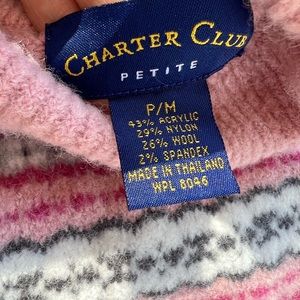 CHARTER CLUB
PETITE
P/M
43% ACRYLIC
29% NYLON
26% WOOL
2% SPANDEX
MADE IN THAILAND
WPL 8046